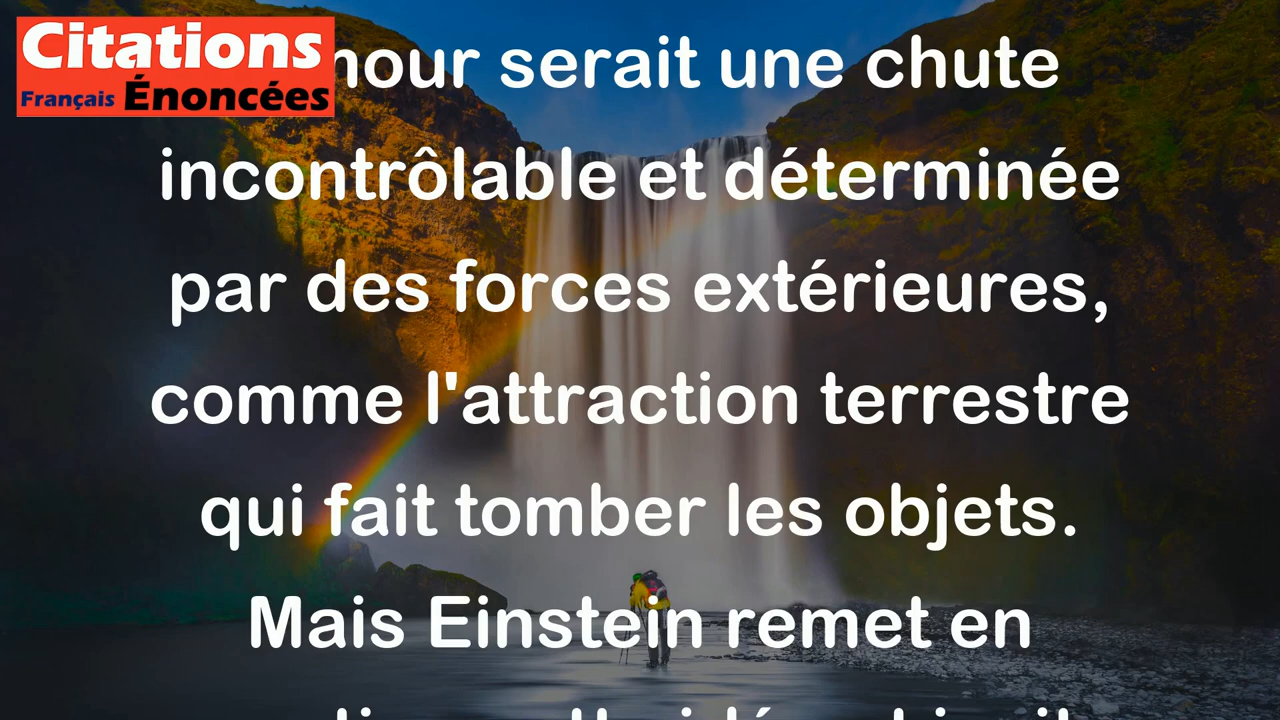 Citations
Français Énoncées
serait une chute
incontrôlable et déterminée
par des forces extérieures,
comme l'attraction terrestre
qui fait tomber les objets.
Mais Einstein remet en